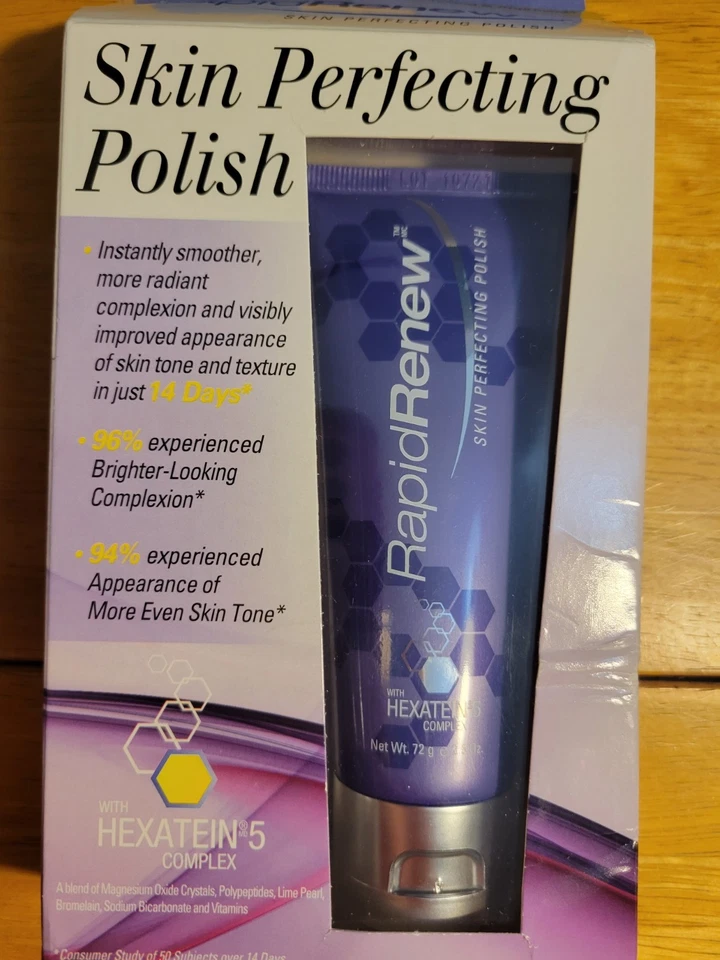 SKIN PERFECTING POLISH
Skin Perfecting
Polish
• Instantly smoother,
more radiant
complexion and visibly
improved appearance
of skin tone and texture
in just 14 Days*
• 96% experienced
Brighter-Looking
Complexion*
• 94% experienced
Appearance of
More Even Skin Tone*
WITH
HEXATEIN® 5
COMPLEX
A blend of Magnesium Oxide Crystals, Polypeptides, Lime Pearl,
Bromelain, Sodium Bicarbonate and Vitamins
*Consumer Study of 50 Subjects over 14 Days
RapidRenew™
SKIN PERFECTING POLISH
WITH
HEXATEIN
COMPLEX
Net Wt. 72 g